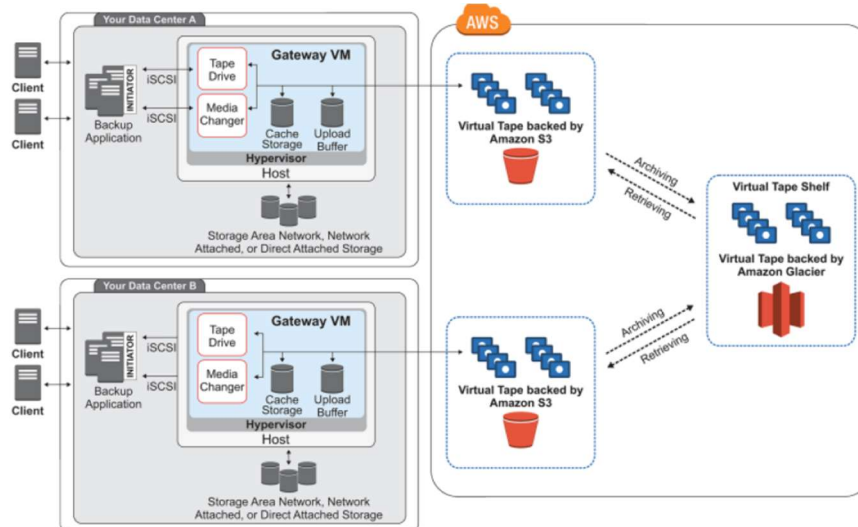 Your Data Center A
Client
Client
INITIATOR
Backup
Application
iSCSI
iSCSI
Gateway VM
Tape
Drive
Media
Changer
Cache
Storage
Upload
Buffer
Hypervisor
Host
Storage Area Network, Network
Attached, or Direct Attached Storage
Your Data Center B
Client
Client
INITIATOR
Backup
Application
iSCSI
iSCSI
Gateway VM
Tape
Drive
Media
Changer
Cache
Storage
Upload
Buffer
Hypervisor
Host
Storage Area Network, Network
Attached, or Direct Attached Storage
AWS
Virtual Tape backed by
Amazon S3
Archiving
Retrieving
Virtual Tape Shelf
Virtual Tape backed by
Amazon Glacier
Virtual Tape backed by
Amazon S3
Archiving
Retrieving